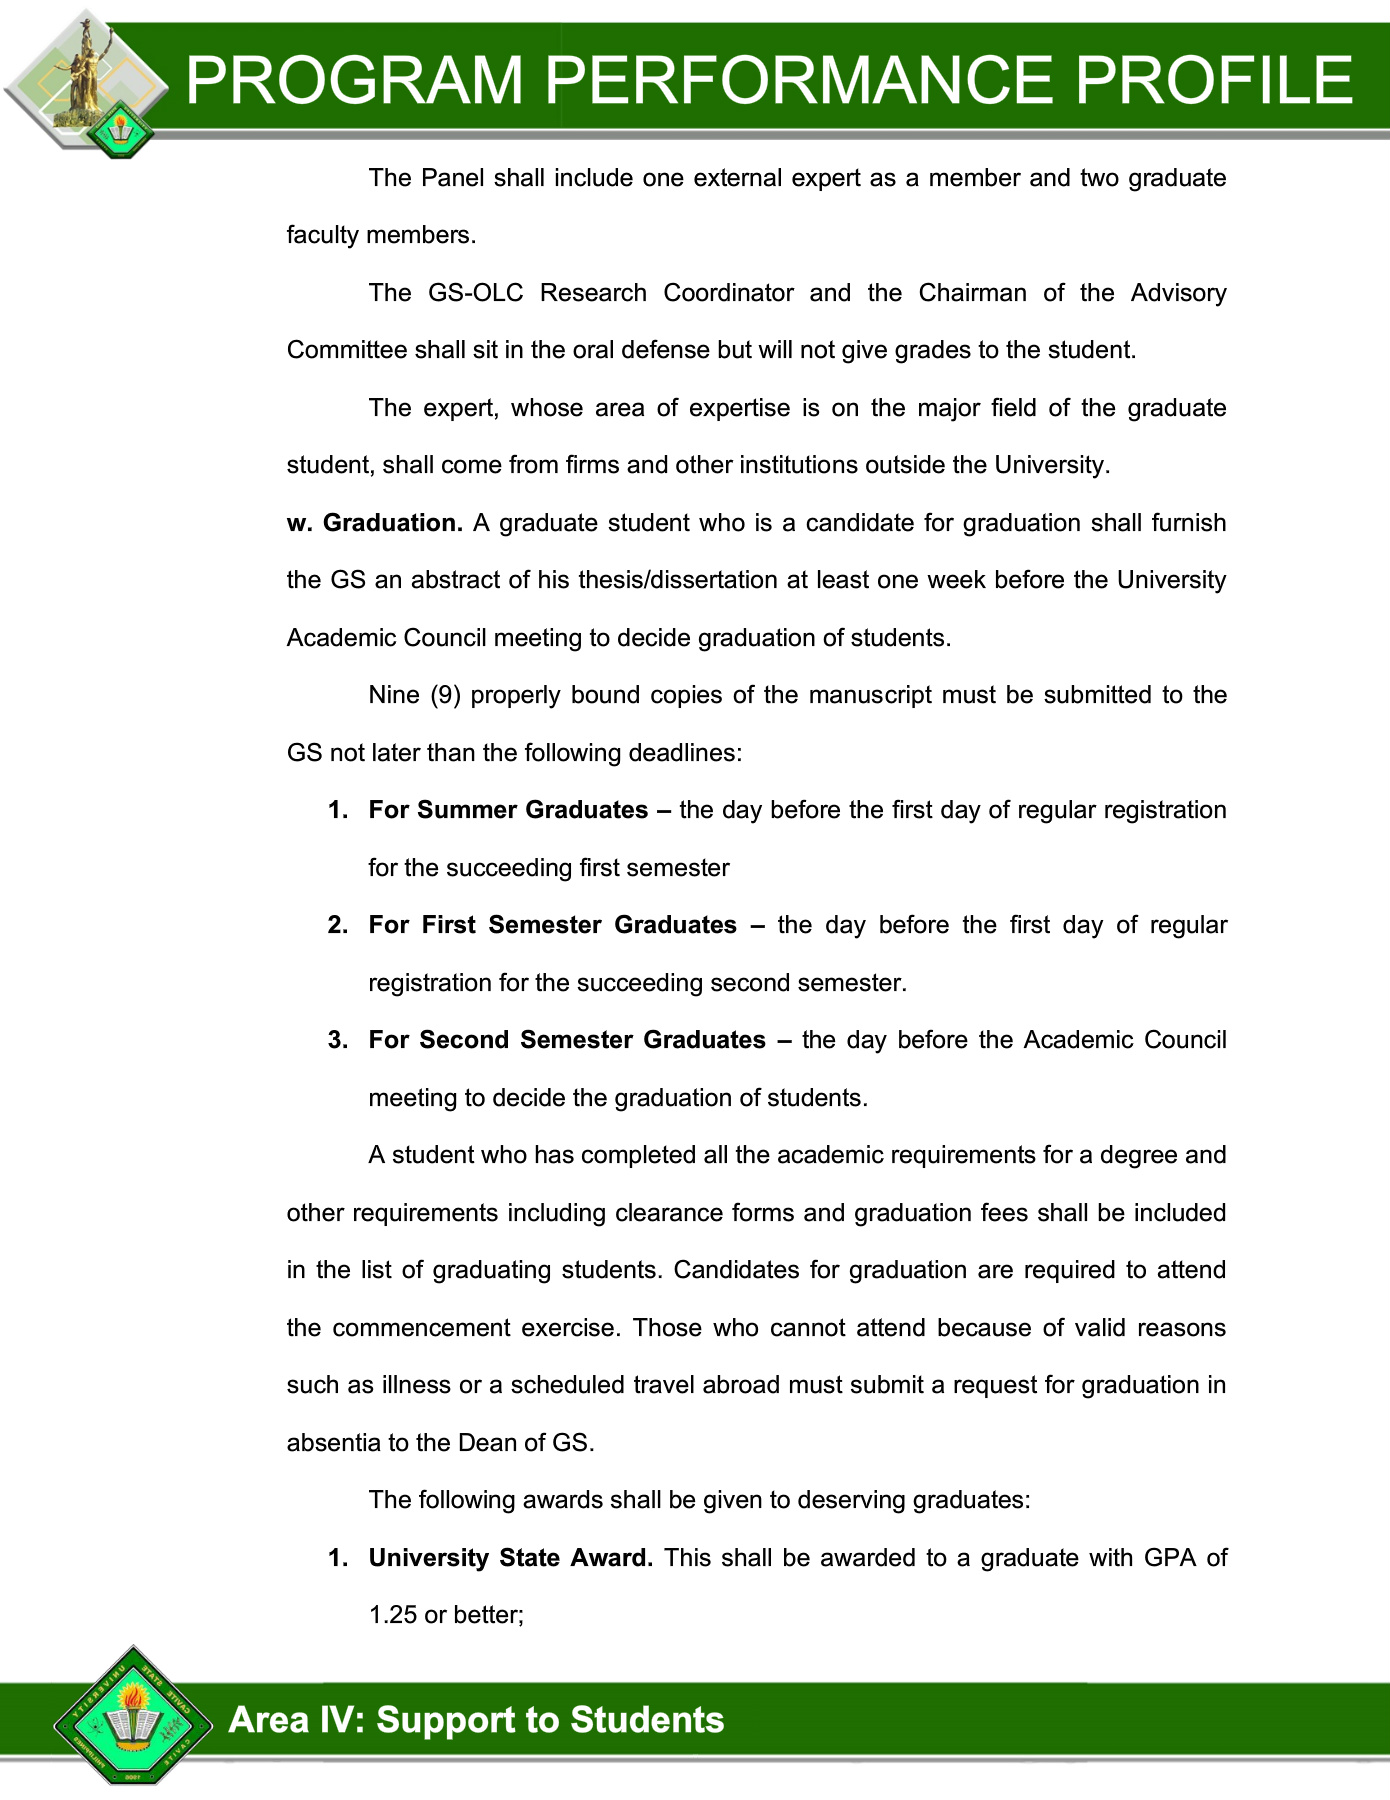 PROGRAM PERFORMANCE PROFILE
The Panel shall include one external expert as a member and two graduate
faculty members.
The GS-OLC Research Coordinator and the Chairman of the Advisory
Committee shall sit in the oral defense but will not give grades to the student.
The expert, whose area of expertise is on the major field of the graduate
student, shall come from firms and other institutions outside the University.
w. Graduation. A graduate student who is a candidate for graduation shall furnish
the GS an abstract of his thesis/dissertation at least one week before the University
Academic Council meeting to decide graduation of students.
Nine (9) properly bound copies of the manuscript must be submitted to the
GS not later than the following deadlines:
1. For Summer Graduates – the day before the first day of regular registration
for the succeeding first semester
2. For First Semester Graduates – the day before the first day of regular
registration for the succeeding second semester.
3. For Second Semester Graduates – the day before the Academic Council
meeting to decide the graduation of students.
A student who has completed all the academic requirements for a degree and
other requirements including clearance forms and graduation fees shall be included
in the list of graduating students. Candidates for graduation are required to attend
the commencement exercise. Those who cannot attend because of valid reasons
such as illness or a scheduled travel abroad must submit a request for graduation in
absentia to the Dean of GS.
The following awards shall be given to deserving graduates:
1. University State Award. This shall be awarded to a graduate with GPA of
1.25 or better;
CAVITE STATE UNIVERSITY
CAVITE
PHILIPPINES
Area IV: Support to Students